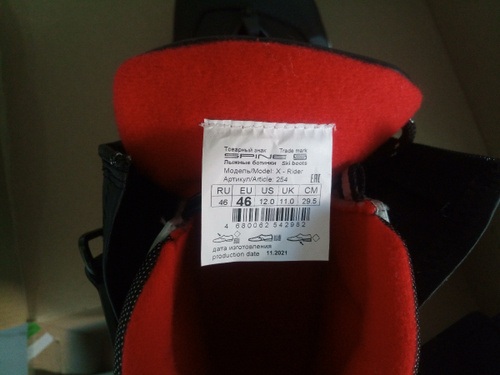 Товарный знак Trade mark
SPINE
Лыжные ботинки Ski boots
Модель/Model: X - Rider
Артикул/Article: 254
EAC
RU EU US UK CM
46 46 12.0 11.0 29.5
4 680062 542982
дата изготовления
production date 11.2021